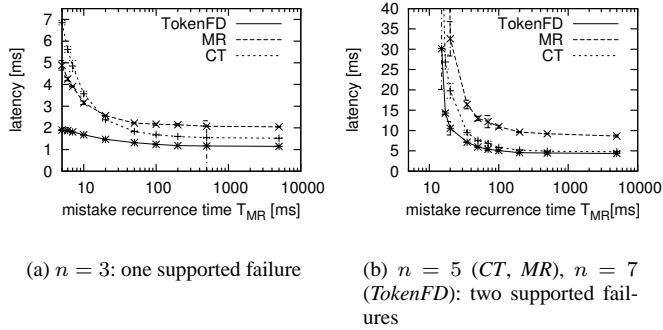 TokenFD
MR
CT
7
6
5
4
3
2
1
0
latency [ms]
10 100 1000 10000
mistake recurrence time T_MR [ms]
(a) n = 3: one supported failure
TokenFD
MR
CT
40
35
30
25
20
15
10
5
0
latency [ms]
10 100 1000 10000
mistake recurrence time T_MR[ms]
(b) n = 5 (CT, MR), n = 7
(TokenFD): two supported fail-
ures